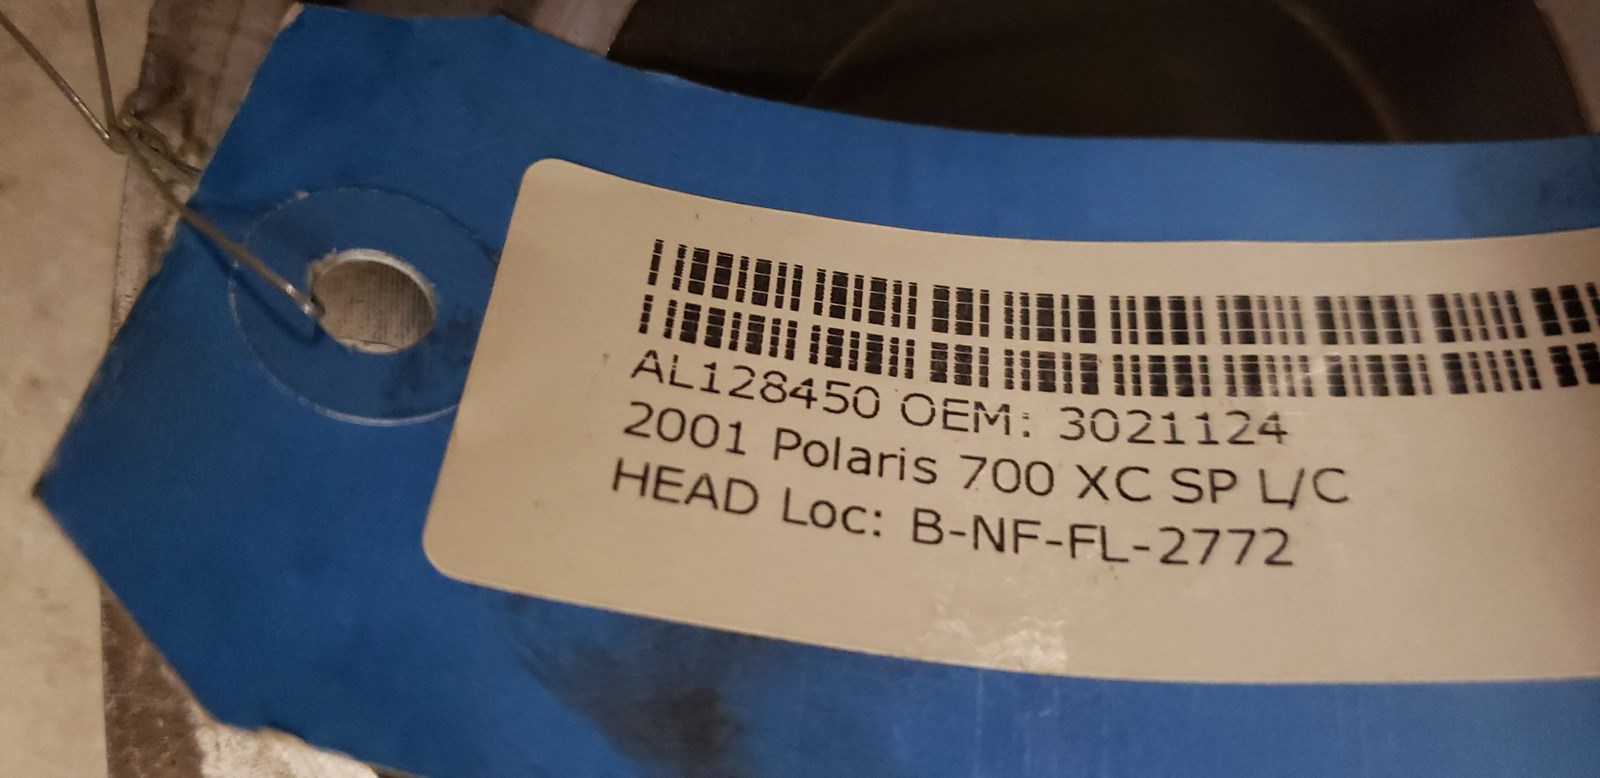 AL128450 OEM: 3021124
2001 Polaris 700 XC SP L/C
HEAD Loc: B-NF-FL-2772